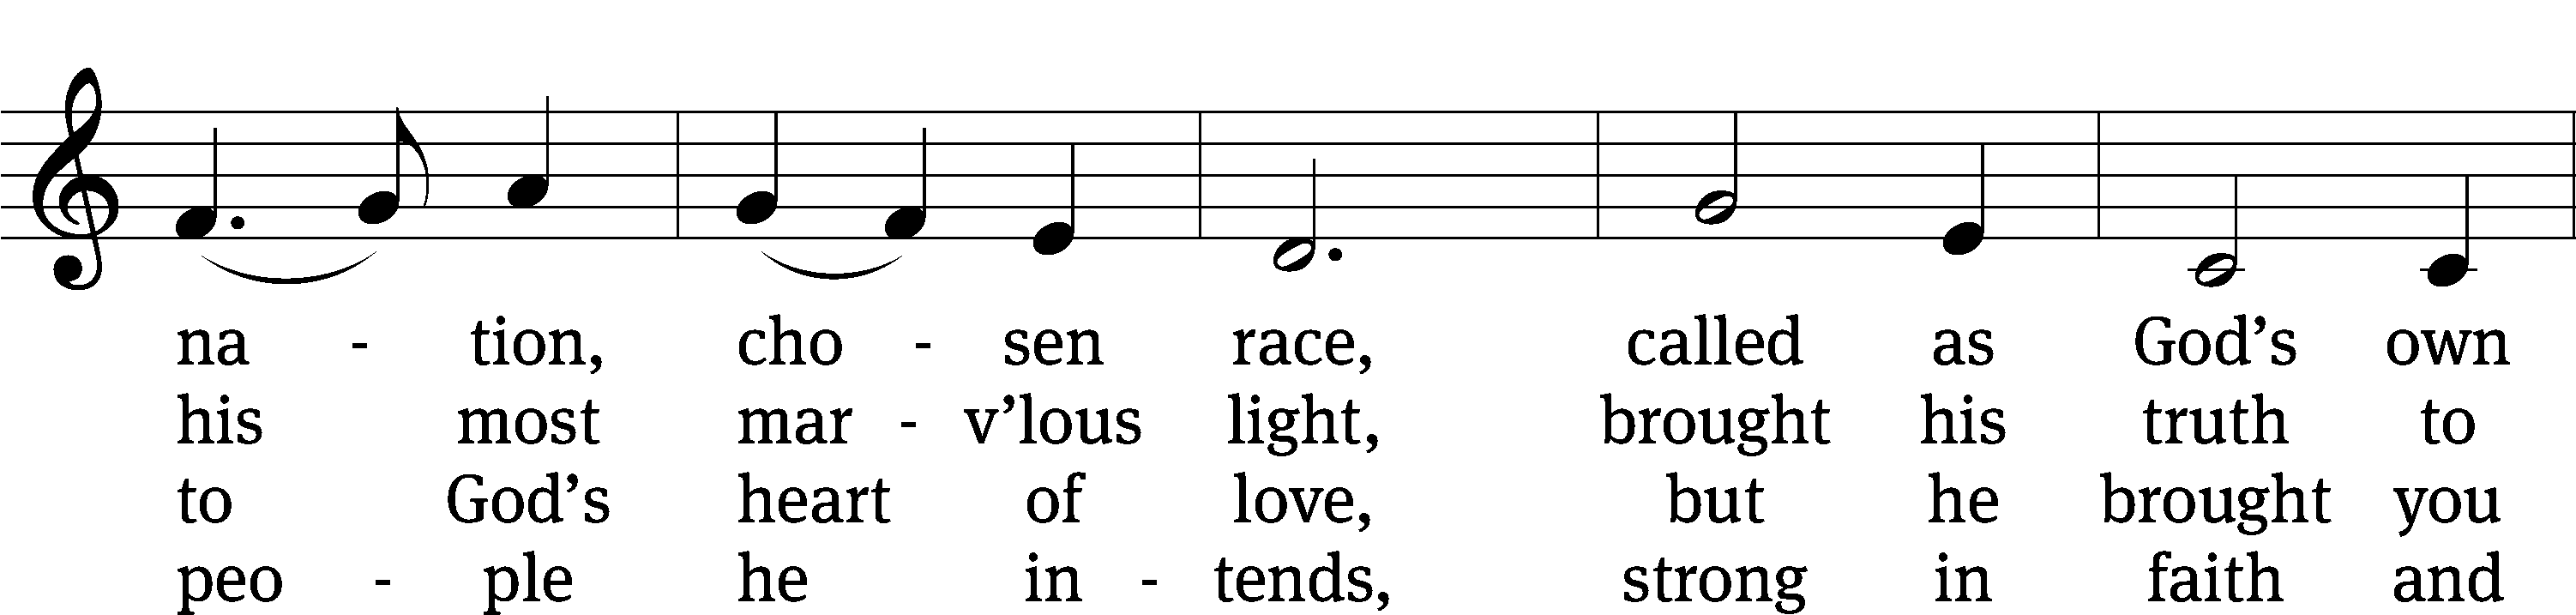 na - tion, cho - sen race, called as God's own
his most mar - v'lous light, brought his truth to
to God's heart of love, but he brought you
peo - ple he in - tends, strong in faith and